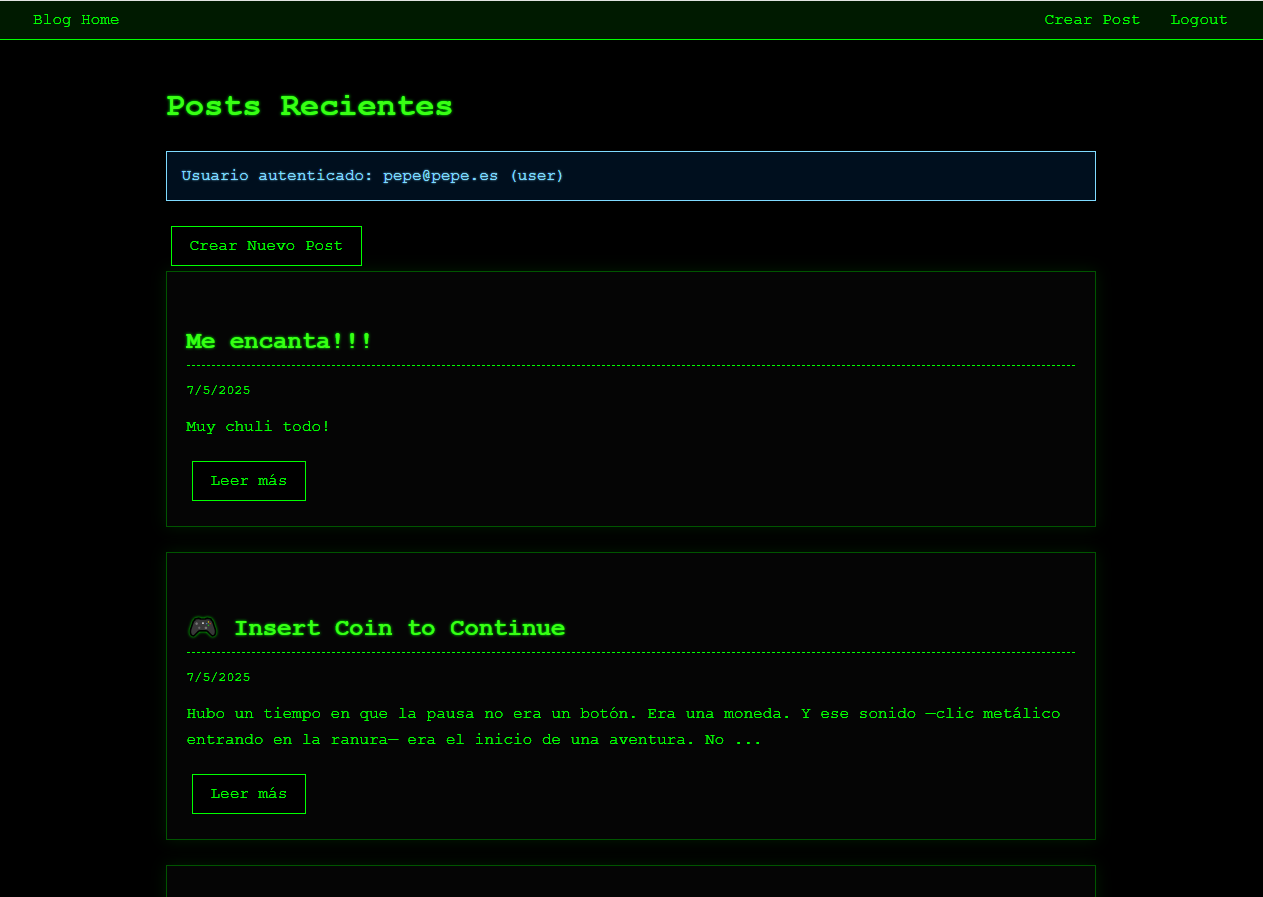 Blog Home
Crear Post
Logout
Posts Recientes
Usuario autenticado: pepe@pepe.es (user)
Crear Nuevo Post
Me encanta!!!
7/5/2025
Muy chuli todo!
Leer más
🎮 Insert Coin to Continue
7/5/2025
Hubo un tiempo en que la pausa no era un botón. Era una moneda. Y ese sonido —clic metálico
entrando en la ranura— era el inicio de una aventura. No ...
Leer más